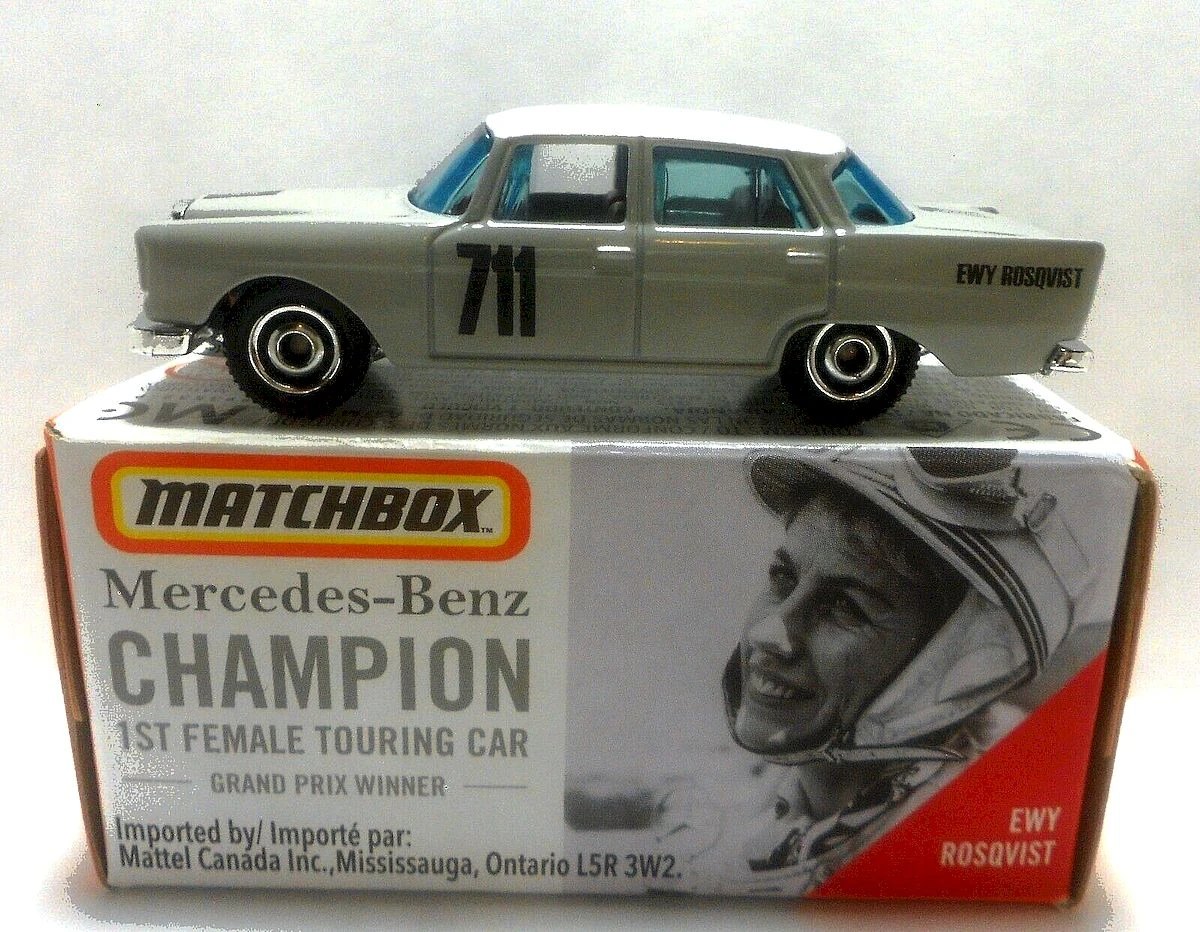 711
EWY ROSQVIST
MATCHBOX™
Mercedes-Benz
CHAMPION
1ST FEMALE TOURING CAR
GRAND PRIX WINNER
Imported by/ Importé par:
Mattel Canada Inc.,Mississauga, Ontario L5R 3W2.
EWY
ROSQVIST